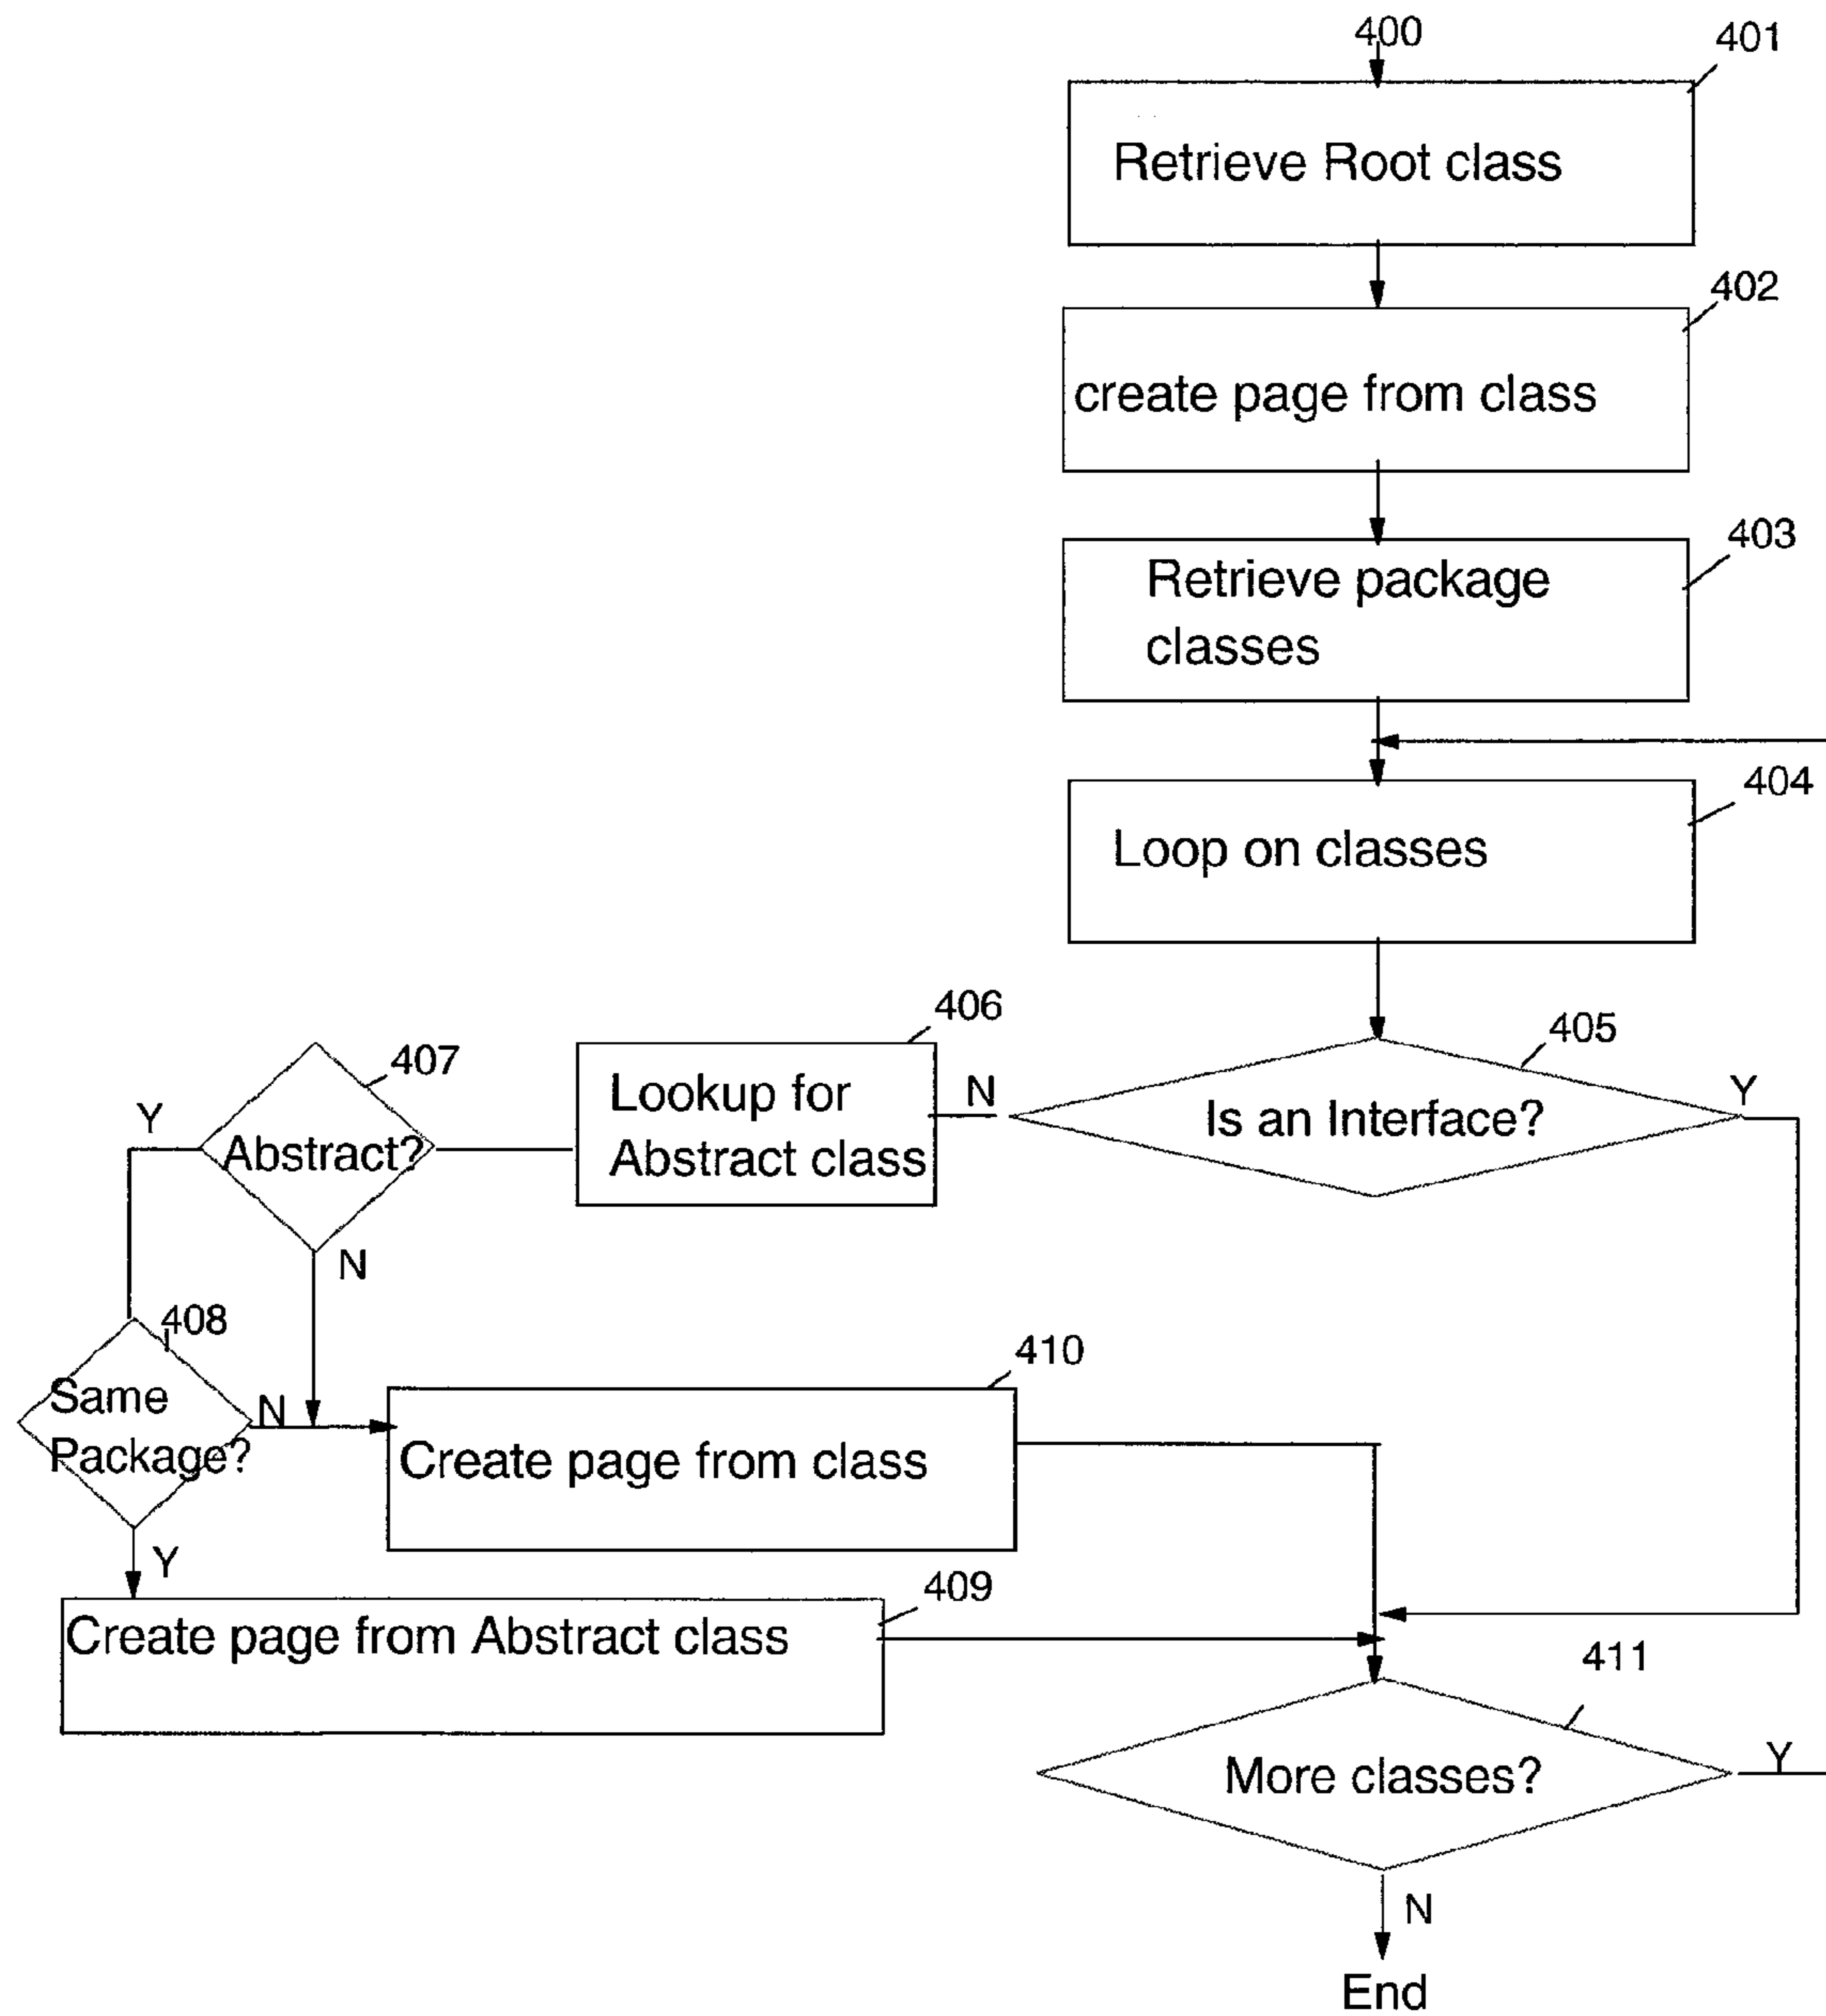 400
401
Retrieve Root class
402
create page from class
403
Retrieve package
classes
404
Loop on classes
405
Is an Interface?
Y
N
406
Lookup for
Abstract class
407
Abstract?
Y
N
408
Same
Package?
N
Y
410
Create page from class
409
Create page from Abstract class
411
More classes?
Y
N
End